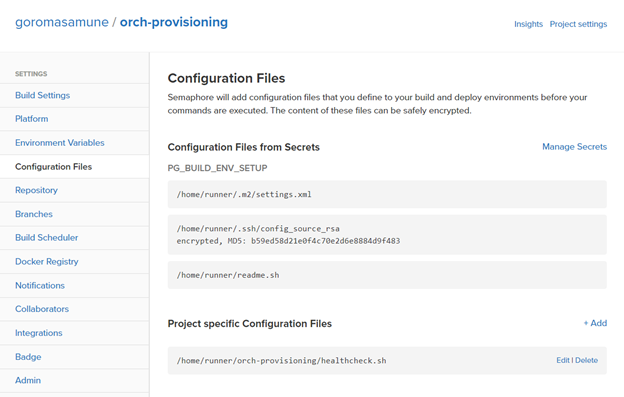 goromasamune / orch-provisioning
Insights Project settings
SETTINGS
Build Settings
Platform
Environment Variables
Configuration Files
Repository
Branches
Build Scheduler
Docker Registry
Notifications
Collaborators
Integrations
Badge
Admin
Configuration Files
Semaphore will add configuration files that you define to your build and deploy environments before your
commands are executed. The content of these files can be safely encrypted.
Configuration Files from Secrets
Manage Secrets
PG_BUILD_ENV_SETUP
/home/runner/.m2/settings.xml
/home/runner/.ssh/config_source_rsa
encrypted, MD5: b59ed58d21e0f4c70e2d6e8884d9f483
/home/runner/readme.sh
Project specific Configuration Files
+ Add
/home/runner/orch-provisioning/healthcheck.sh
Edit | Delete